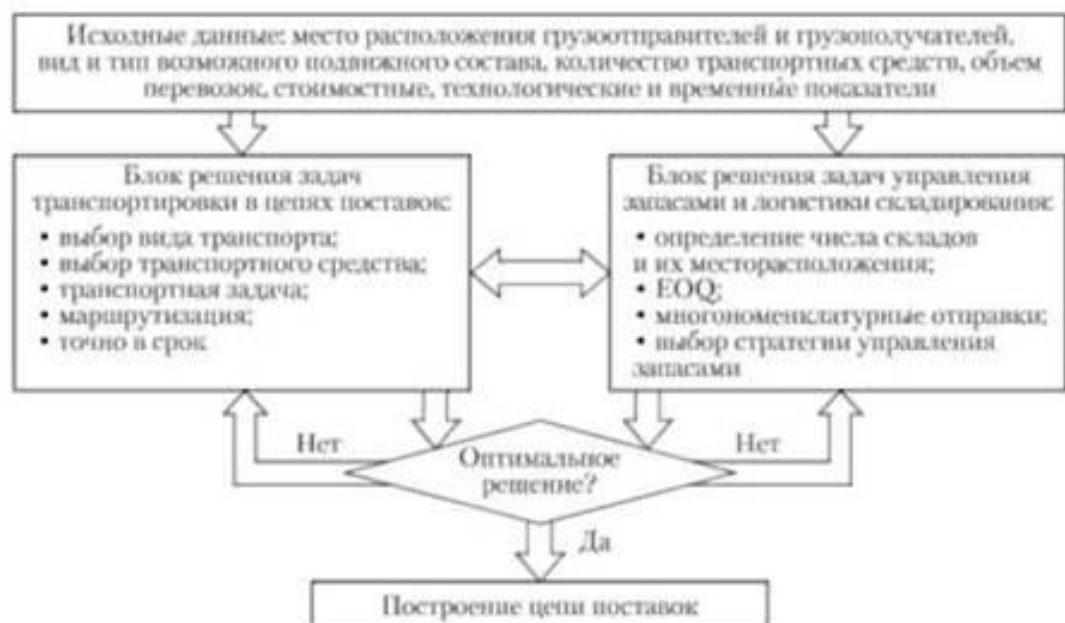 Исходные данные: место расположения грузоотправителей и грузополучателей,
вид и тип возможного подвижного состава, количество транспортных средств, объем
перевозок, стоимостные, технологические и временные показатели
Блок решения задач
транспортировки в цепях поставок:
• выбор вида транспорта;
• выбор транспортного средства;
• транспортная задача;
• маршрутизация;
• точно в срок
Блок решения задач управления
запасами и логистики складирования:
• определение числа складов
и их месторасположения;
• EOQ;
• многономенклатурные отправки;
• выбор стратегии управления
запасами
Нет
Оптимальное
решение?
Нет
Да
Построение цепи поставок